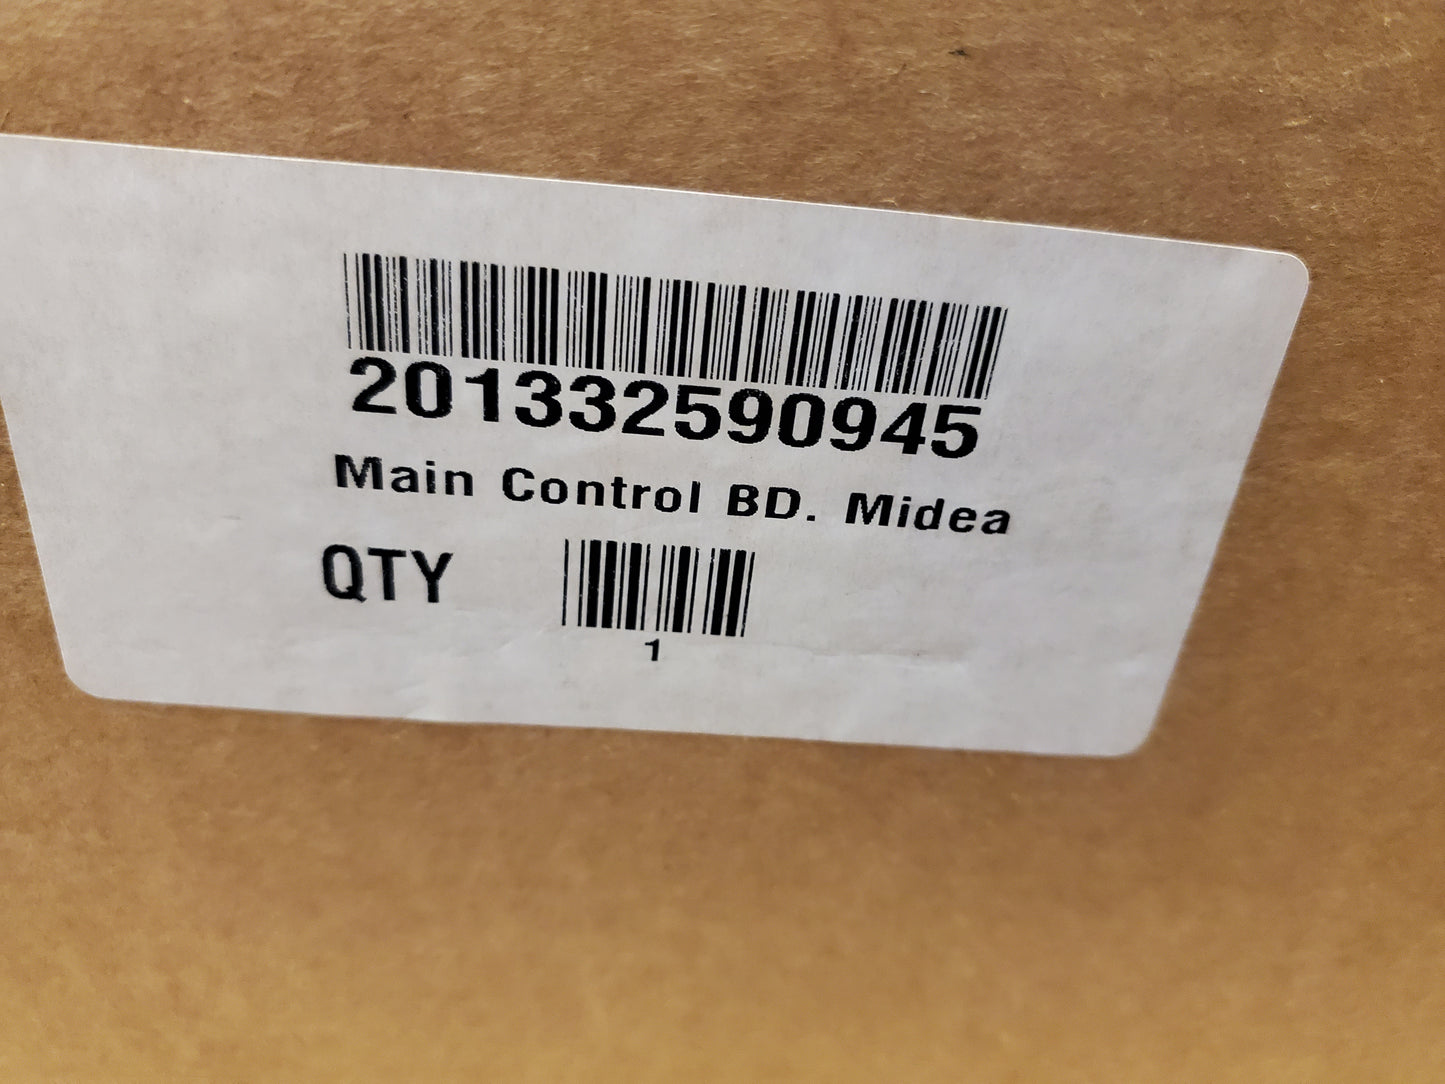 201332590945
Main Control BD. Midea
QTY
1